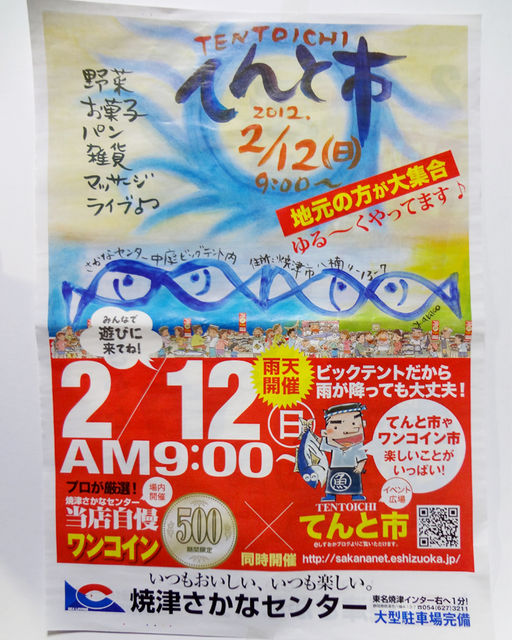 TENTOICHI
てんと市
2012.
2/12(日)
9:00〜
野菜
お菓子
パン
雑貨
マッサージ
ライブetc
地元の方が大集合
ゆる〜くやってます♪
さかなセンター中庭ビッグテント内
みんなで
遊びに
来てね!
2/12日
AM9:00〜
雨天
開催
ビックテントだから
雨が降っても大丈夫!
てんと市や
ワンコイン市
楽しいことが
いっぱい!
プロが厳選!
場内
開催
焼津さかなセンター
当店自慢
ワンコイン
500
期間限定
×
魚
TENTOICHI
てんと市
イベント
広場
同時開催
http://sakananet.eshizuoka.jp/
いつもおいしい、いつも楽しい。
焼津さかなセンター
東名焼津インター右へ1分!
☎054(627)3211
大型駐車場完備